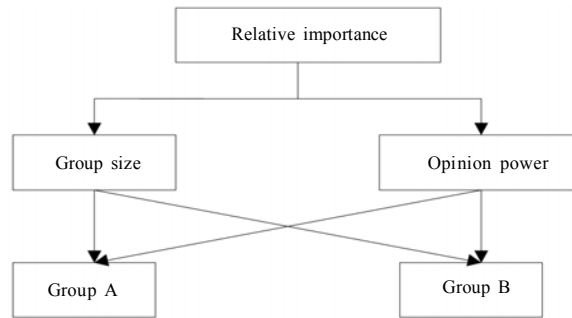 Relative importance
Group size
Opinion power
Group A
Group B